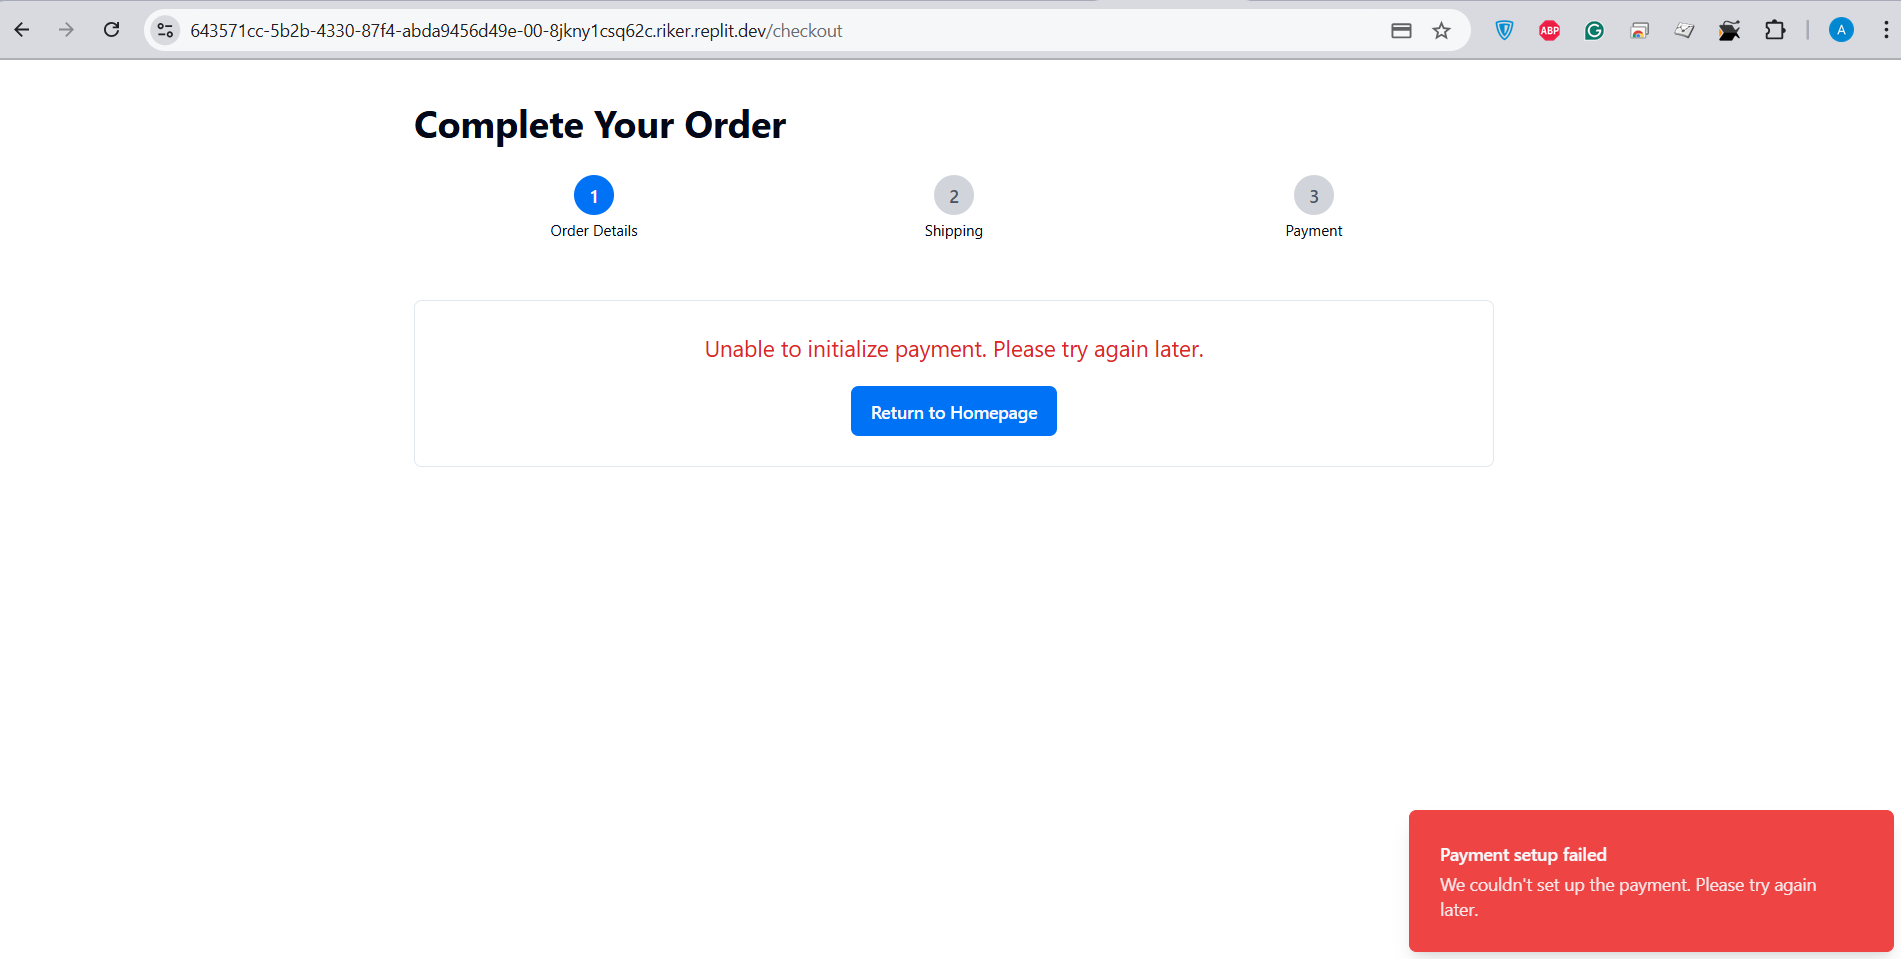 643571cc-5b2b-4330-87f4-abda9456d49e-00-8jkny1csq62c.riker.replit.dev/checkout
ABP
G
A
Complete Your Order
1
2
3
Order Details
Shipping
Payment
Unable to initialize payment. Please try again later.
Return to Homepage
Payment setup failed
We couldn't set up the payment. Please try again
later.